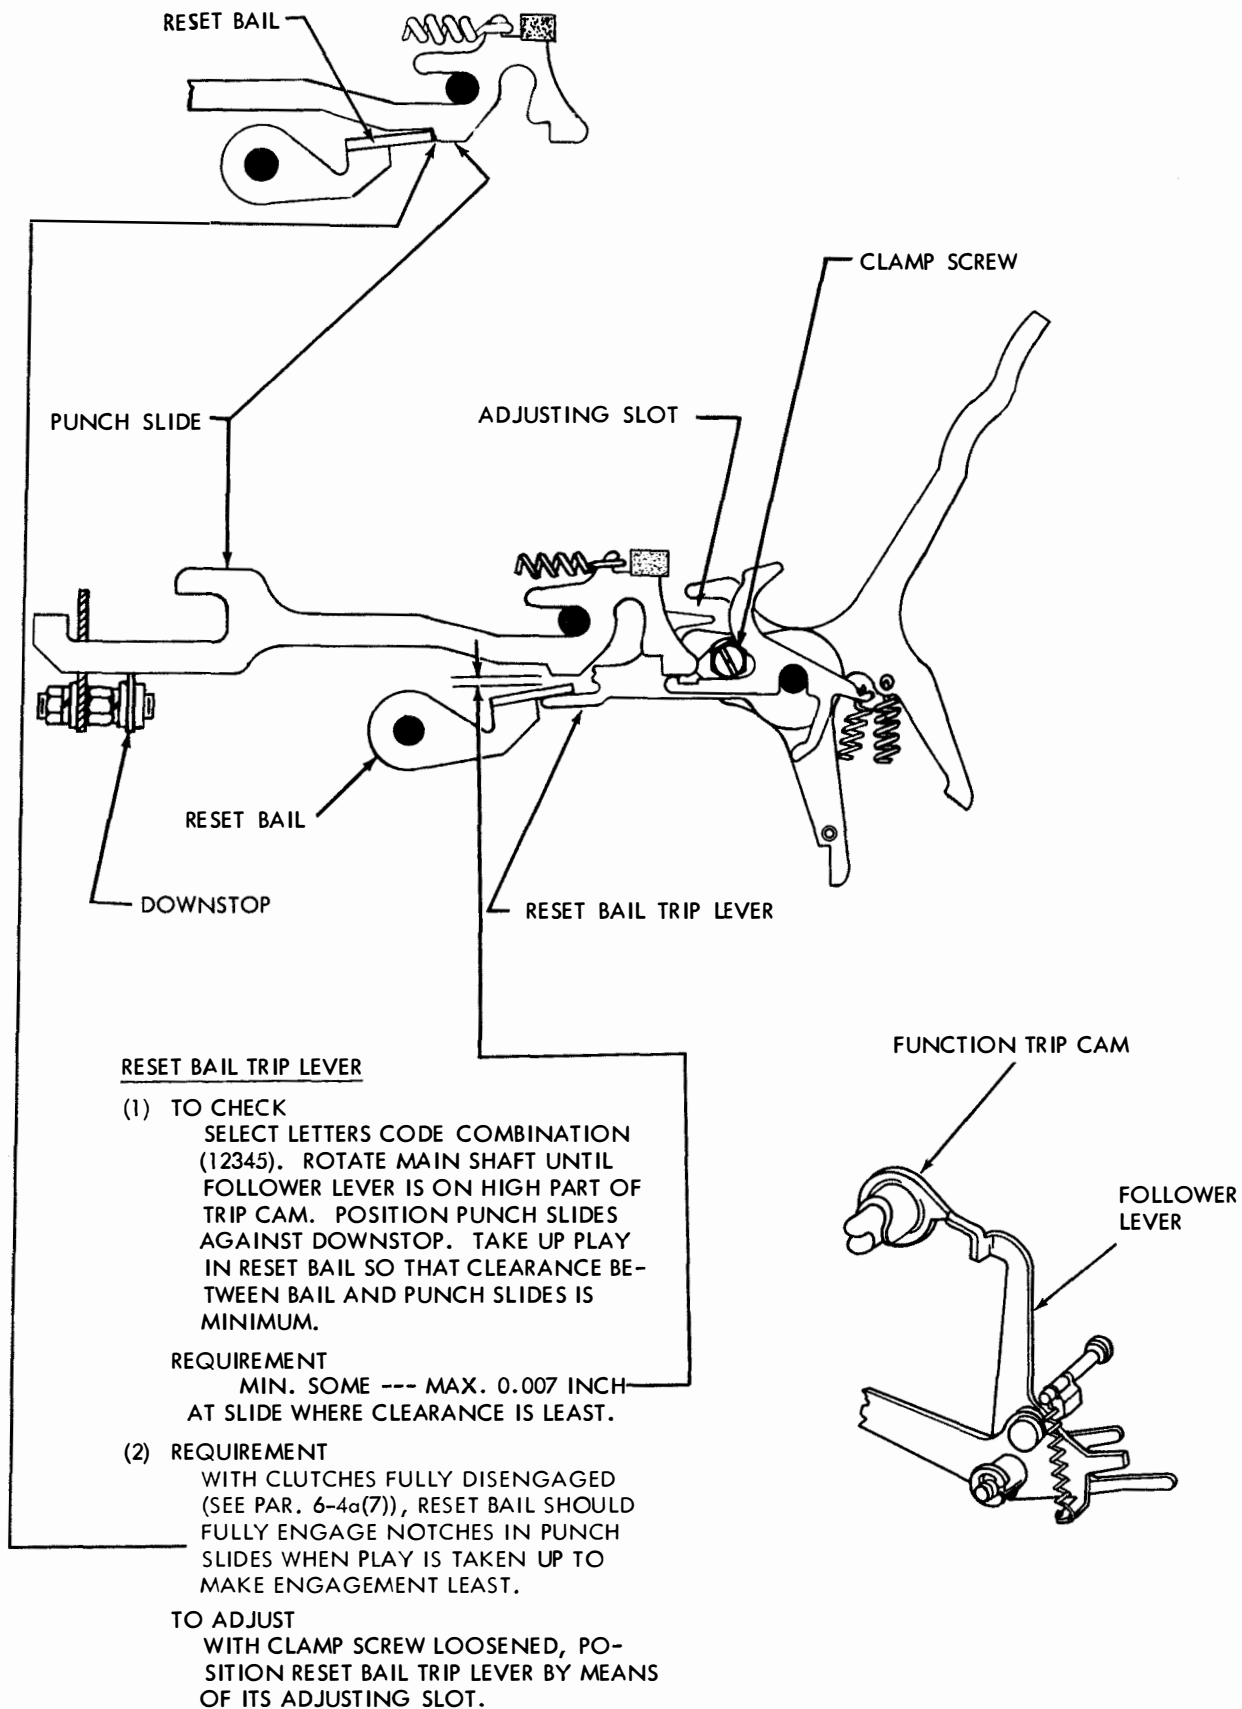 RESET BAIL
CLAMP SCREW
PUNCH SLIDE
ADJUSTING SLOT
RESET BAIL
DOWNSTOP
RESET BAIL TRIP LEVER
FUNCTION TRIP CAM
FOLLOWER
LEVER
RESET BAIL TRIP LEVER
(1) TO CHECK
SELECT LETTERS CODE COMBINATION
(12345). ROTATE MAIN SHAFT UNTIL
FOLLOWER LEVER IS ON HIGH PART OF
TRIP CAM. POSITION PUNCH SLIDES
AGAINST DOWNSTOP. TAKE UP PLAY
IN RESET BAIL SO THAT CLEARANCE BE-
TWEEN BAIL AND PUNCH SLIDES IS
MINIMUM.
REQUIREMENT
MIN. SOME --- MAX. 0.007 INCH
AT SLIDE WHERE CLEARANCE IS LEAST.
(2) REQUIREMENT
WITH CLUTCHES FULLY DISENGAGED
(SEE PAR. 6-4a(7)), RESET BAIL SHOULD
FULLY ENGAGE NOTCHES IN PUNCH
SLIDES WHEN PLAY IS TAKEN UP TO
MAKE ENGAGEMENT LEAST.
TO ADJUST
WITH CLAMP SCREW LOOSENED, PO-
SITION RESET BAIL TRIP LEVER BY MEANS
OF ITS ADJUSTING SLOT.